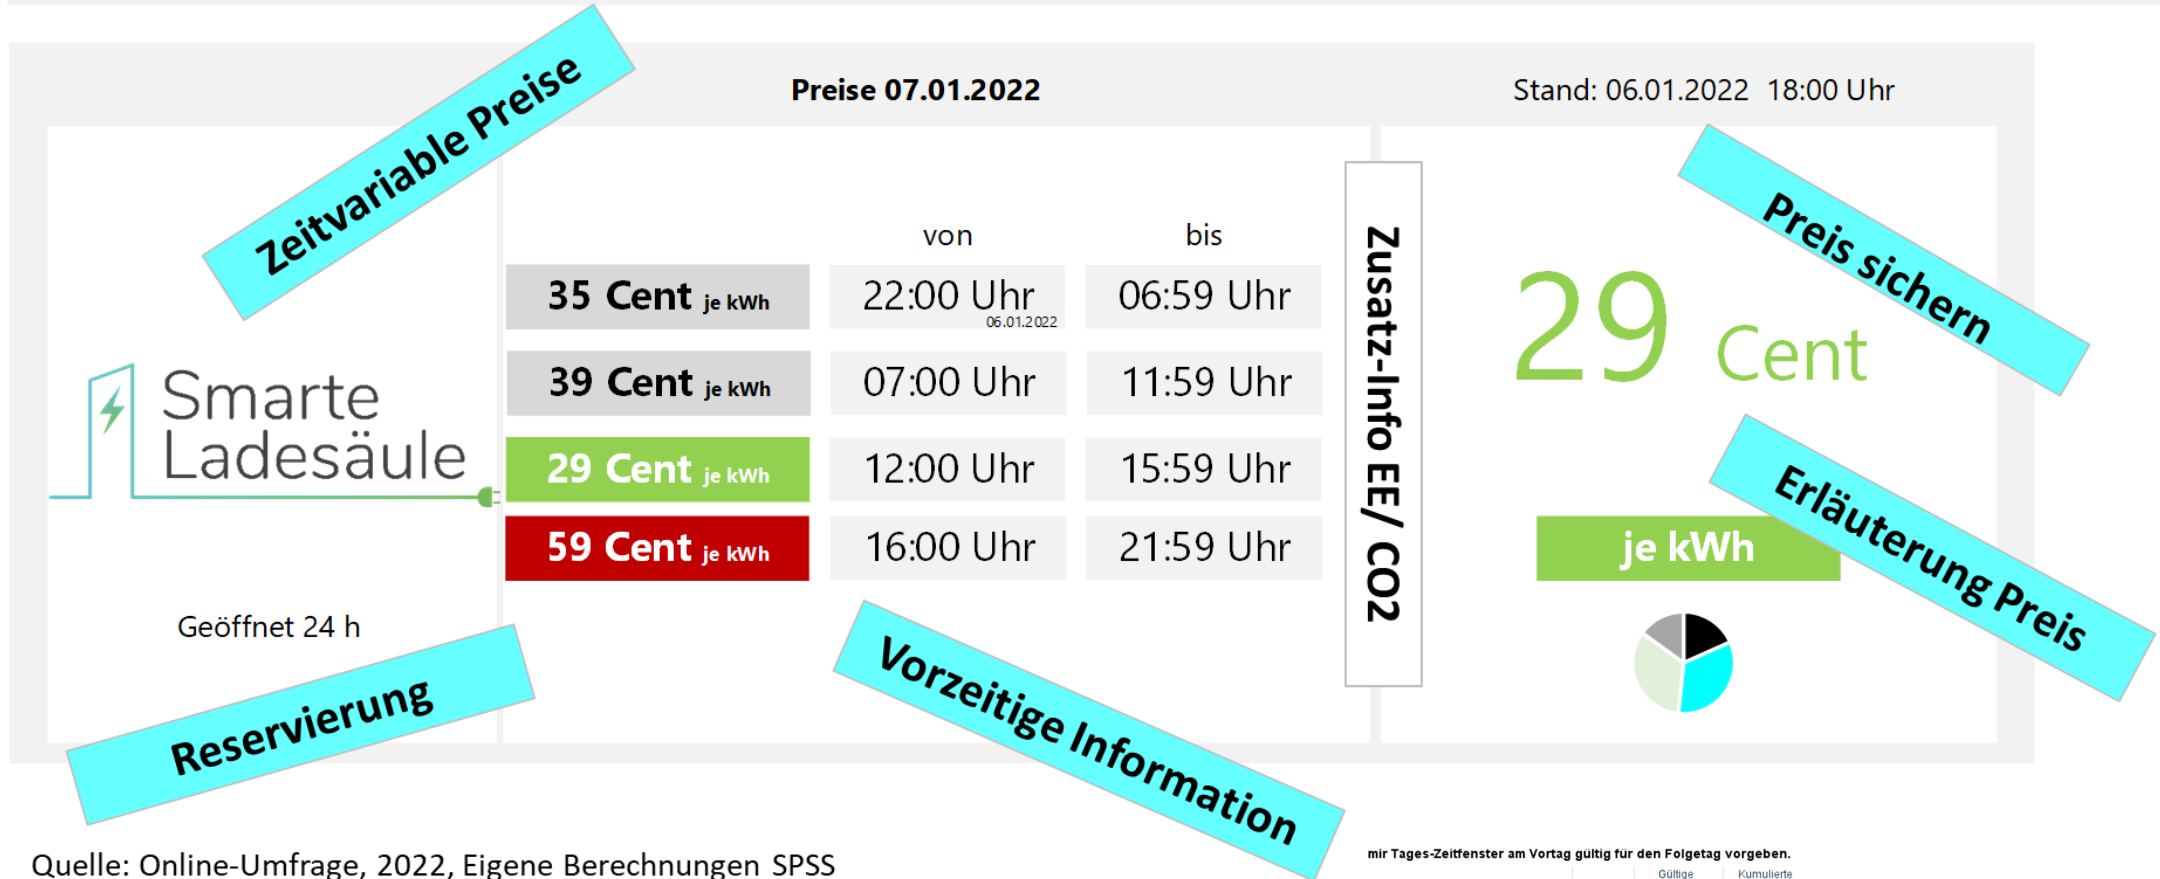 Zeitvariable Preise
Preise 07.01.2022
Stand: 06.01.2022 18:00 Uhr
Preis sichern
von bis
35 Cent je kWh 22:00 Uhr 06:59 Uhr
06.01.2022
39 Cent je kWh 07:00 Uhr 11:59 Uhr
29 Cent je kWh 12:00 Uhr 15:59 Uhr
59 Cent je kWh 16:00 Uhr 21:59 Uhr
Smarte
Ladesäule
Geöffnet 24 h
Reservierung
Vorzeitige Information
Zusatz-Info EE/ CO2
29 Cent
je kWh
Erläuterung Preis
Quelle: Online-Umfrage, 2022, Eigene Berechnungen SPSS
mir Tages-Zeitfenster am Vortag gültig für den Folgetag vorgeben.
Gültige Kumulierte